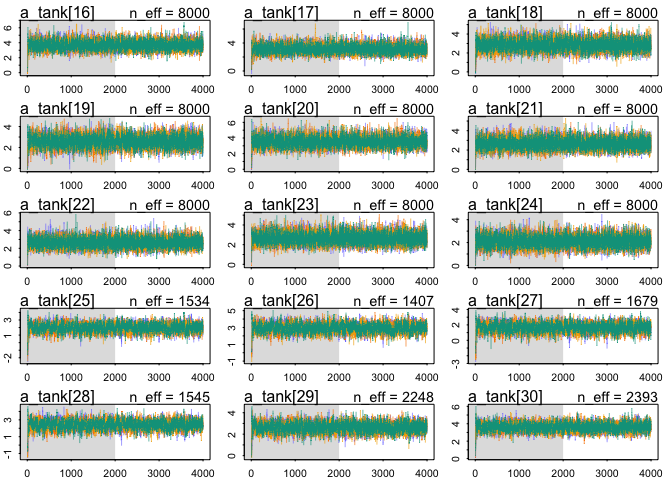 a_tank[16] n_eff = 8000 a_tank[17] n_eff = 8000 a_tank[18] n_eff = 8000
0 2 4 6 0 4 0 2 4
0 1000 2000 3000 4000 0 1000 2000 3000 4000 0 1000 2000 3000 4000
a_tank[19] n_eff = 8000 a_tank[20] n_eff = 8000 a_tank[21] n_eff = 8000
0 2 4 0 2 4 6 0 2 4
0 1000 2000 3000 4000 0 1000 2000 3000 4000 0 1000 2000 3000 4000
a_tank[22] n_eff = 8000 a_tank[23] n_eff = 8000 a_tank[24] n_eff = 8000
0 2 4 6 0 2 4 0 2 4
0 1000 2000 3000 4000 0 1000 2000 3000 4000 0 1000 2000 3000 4000
a_tank[25] n_eff = 1534 a_tank[26] n_eff = 1407 a_tank[27] n_eff = 1679
-2 1 3 -1 1 3 5 -3 0 2 4
0 1000 2000 3000 4000 0 1000 2000 3000 4000 0 1000 2000 3000 4000
a_tank[28] n_eff = 1545 a_tank[29] n_eff = 2248 a_tank[30] n_eff = 2393
-1 1 3 0 2 4 0 2 4 6
0 1000 2000 3000 4000 0 1000 2000 3000 4000 0 1000 2000 3000 4000